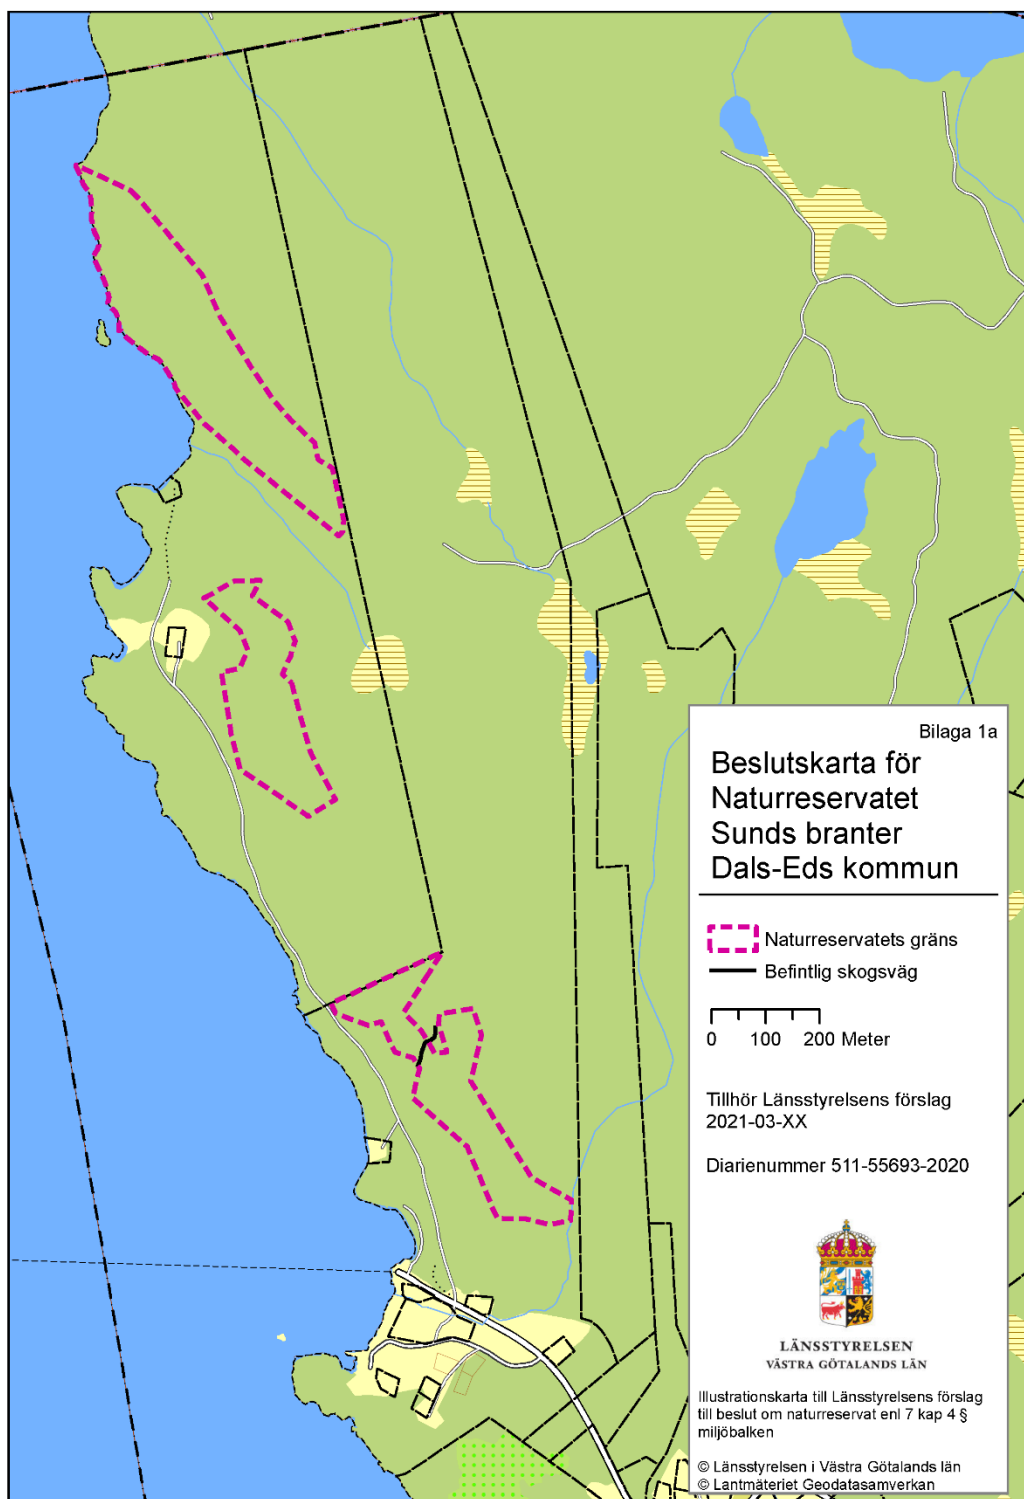 Bilaga 1a
Beslutskarta för
Naturreservatet
Sunds branter
Dals-Eds kommun
Naturreservatets gräns
Befintlig skogsväg
0 100 200 Meter
Tillhör Länsstyrelsens förslag
2021-03-XX
Diarienummer 511-55693-2020
LÄNSSTYRELSEN
VÄSTRA GÖTALANDS LÄN
Illustrationskarta till Länsstyrelsens förslag
till beslut om naturreservat enl 7 kap 4 §
miljöbalken
© Länsstyrelsen i Västra Götalands län
© Lantmäteriet Geodatasamverkan